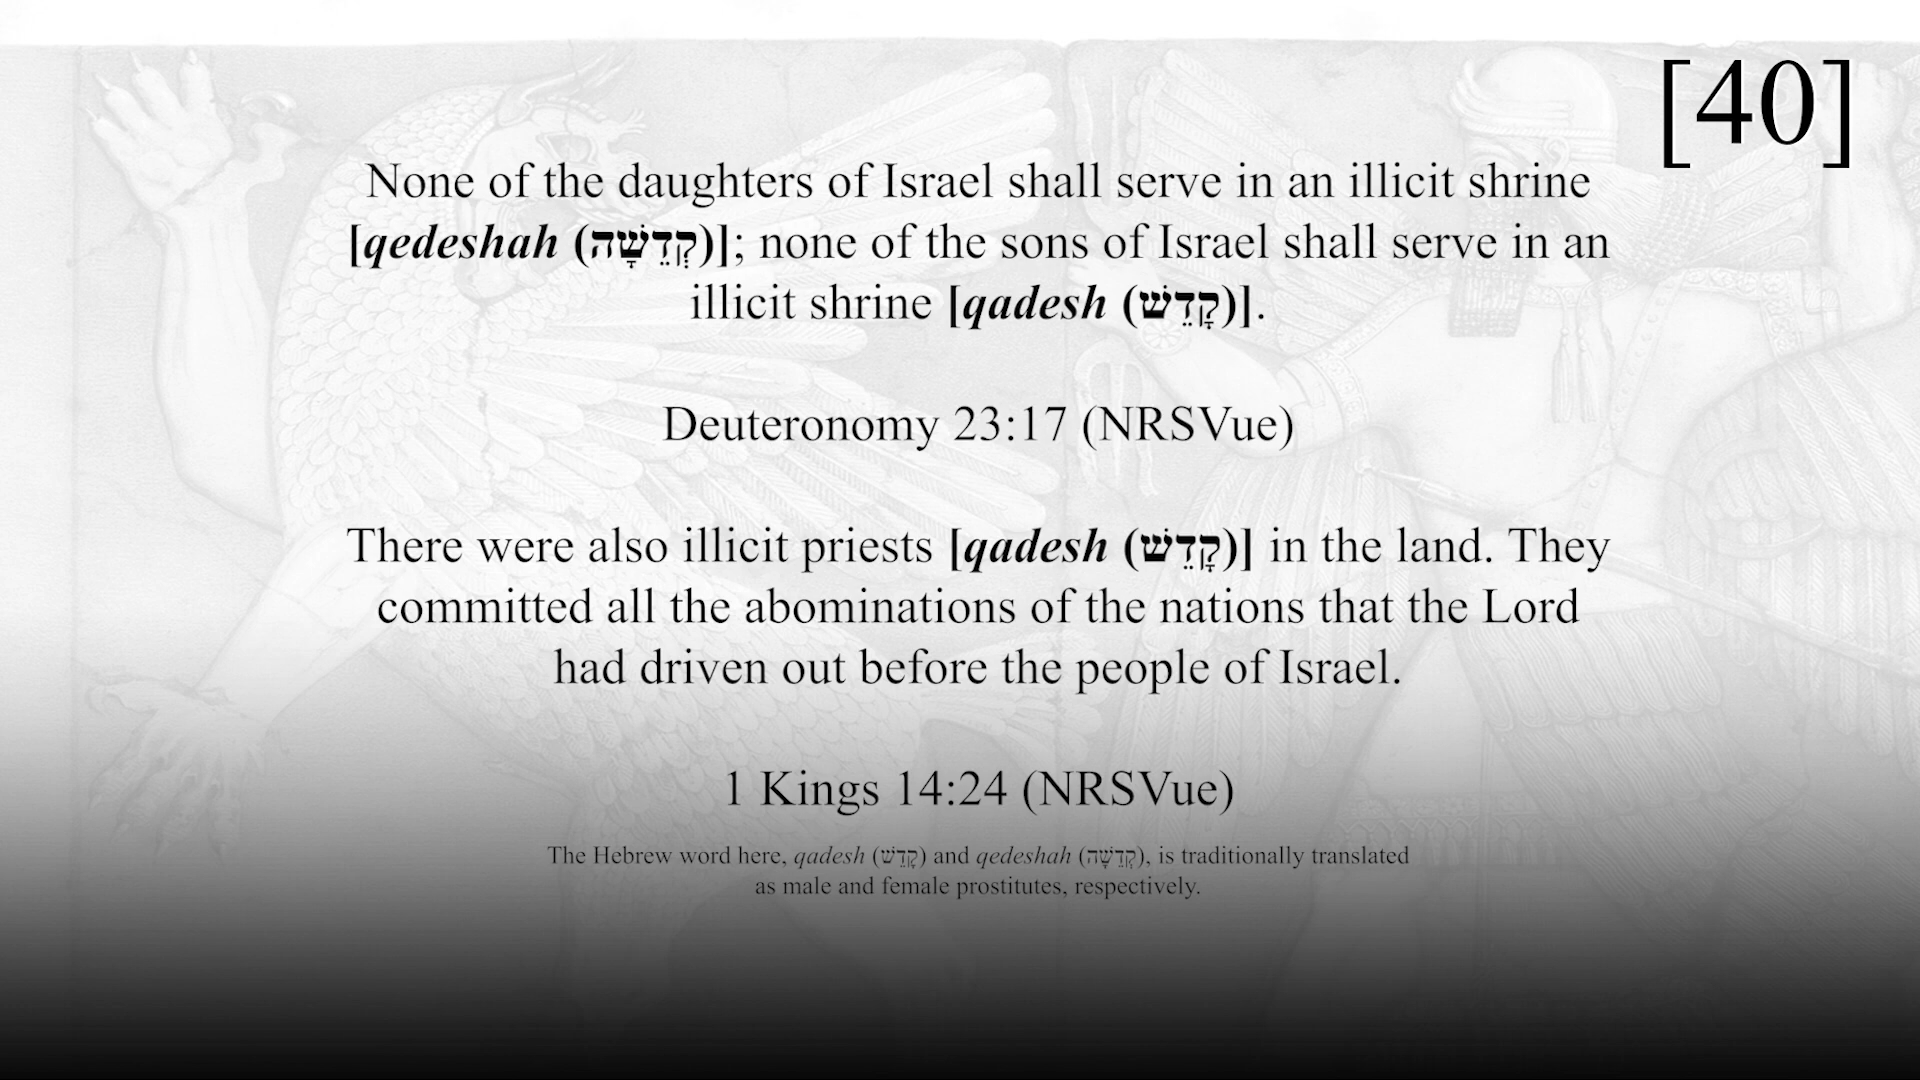 [40]
None of the daughters of Israel shall serve in an illicit shrine
[qedeshah (קְדֵשָׁה)]; none of the sons of Israel shall serve in an
illicit shrine [qadesh (קָדֵשׁ)].
Deuteronomy 23:17 (NRSVue)
There were also illicit priests [qadesh (קָדֵשׁ)] in the land. They
committed all the abominations of the nations that the Lord
had driven out before the people of Israel.
1 Kings 14:24 (NRSVue)
The Hebrew word here, qadesh (קָדֵשׁ) and qedeshah (קְדֵשָׁה), is traditionally translated
as male and female prostitutes, respectively.